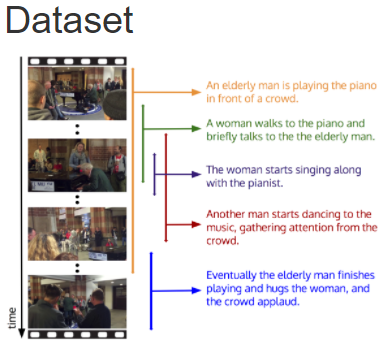 Dataset
An elderly man is playing the piano
in front of a crowd.
A woman walks to the piano and
briefly talks to the the elderly man.
The woman starts singing along
with the pianist.
Another man starts dancing to the
music, gathering attention from the
crowd.
Eventually the elderly man finishes
playing and hugs the woman, and
the crowd applaud.
time